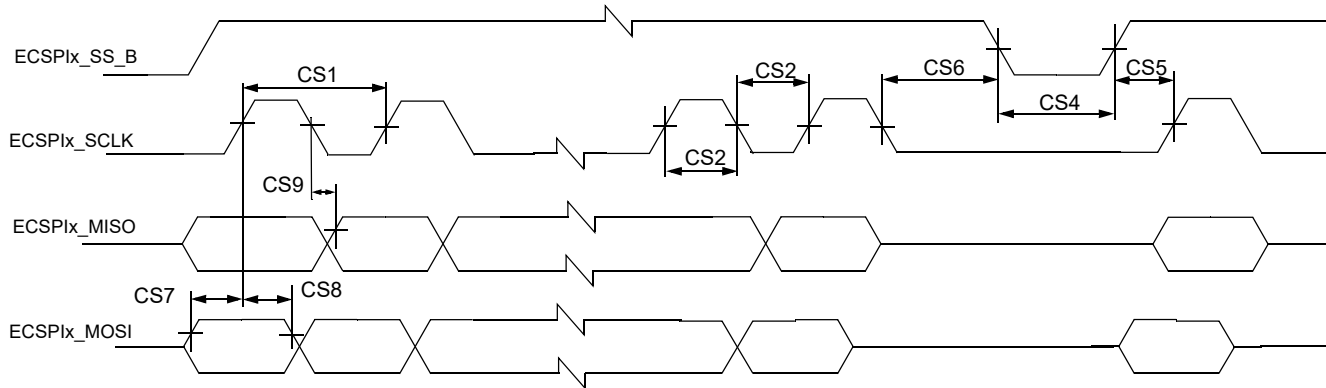 ECSPIx_SS_B
CS1
CS2
CS6
CS5
CS4
ECSPIx_SCLK
CS2
CS9
ECSPIx_MISO
CS7
CS8
ECSPIx_MOSI